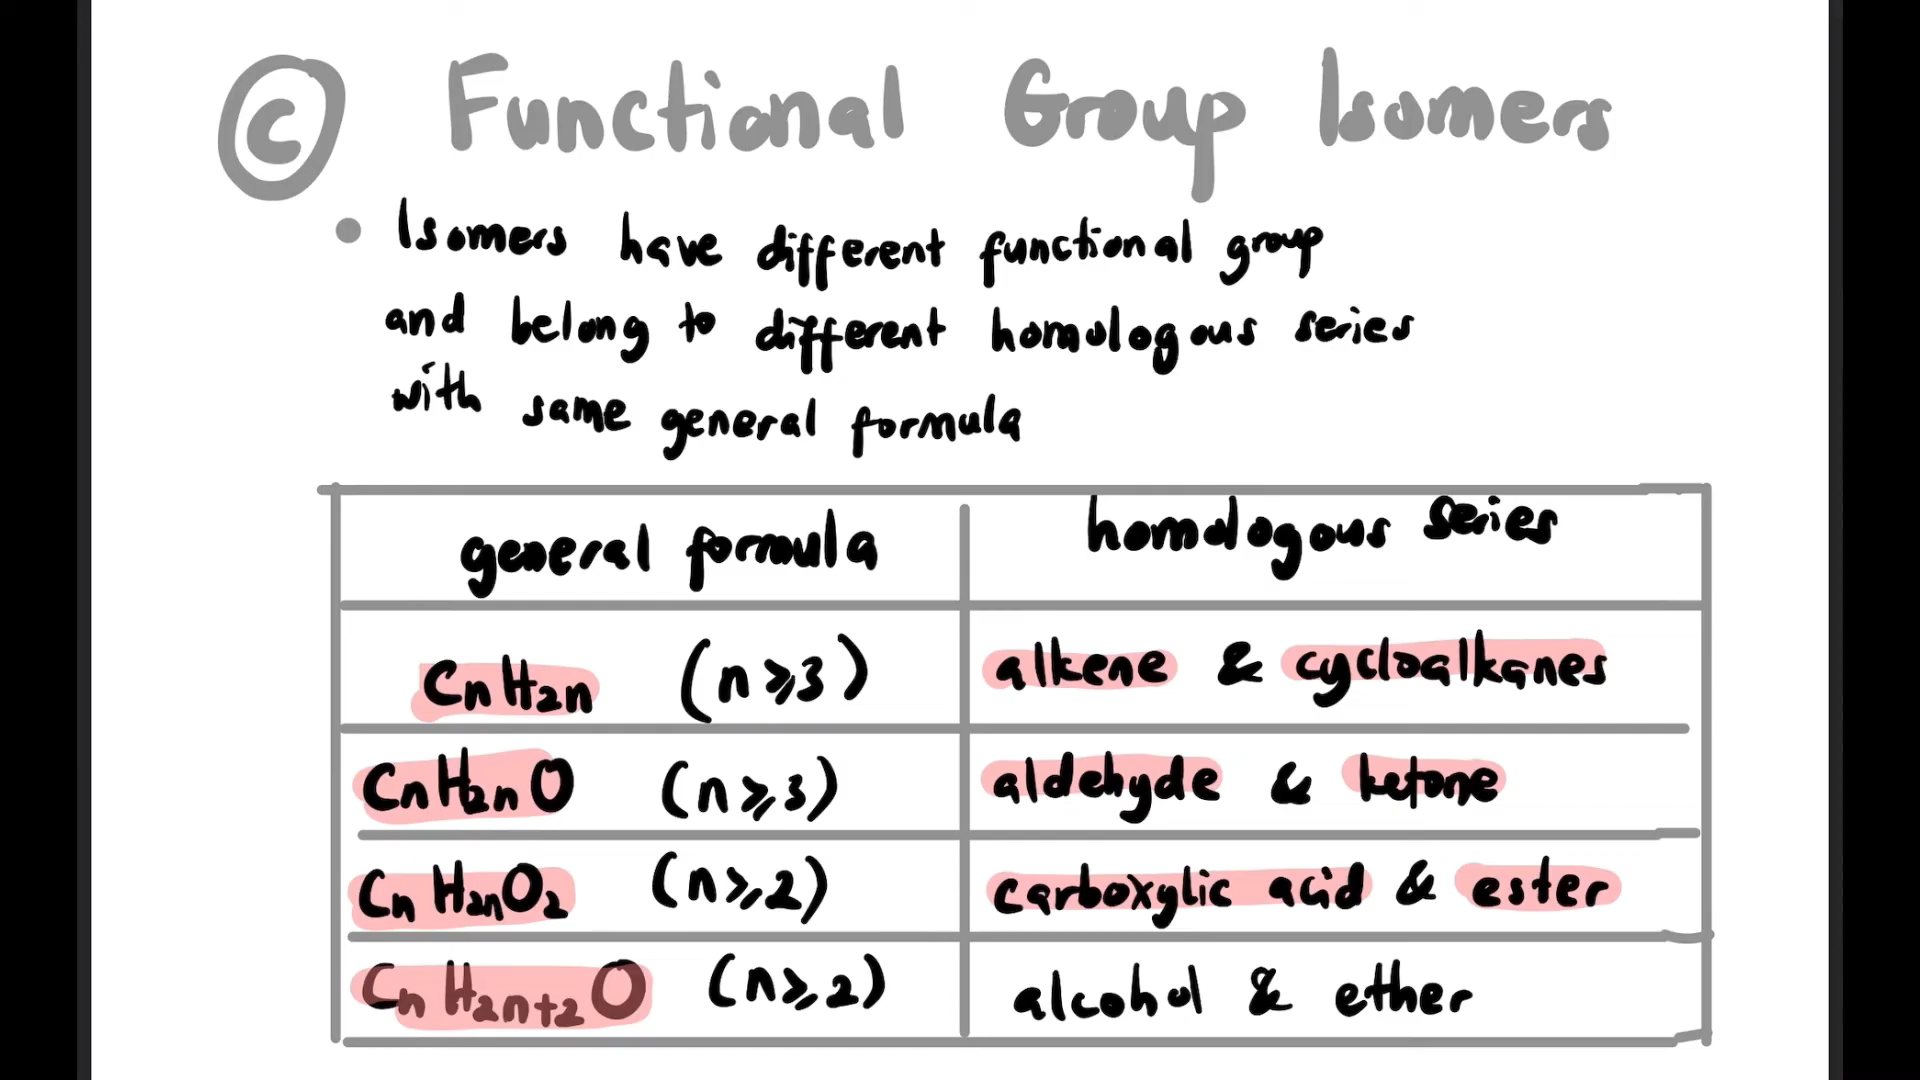 Ⓒ Functional Group Isomers
• Isomers have different functional group
and belong to different homologous series
with same general formula
general formula homologous series
CnH2n (n⩾3) alkene & cycloalkanes
CnH2nO (n⩾3) aldehyde & ketone
CnH2nO2 (n⩾2) carboxylic acid & ester
CnH2n+2O (n⩾2) alcohol & ether